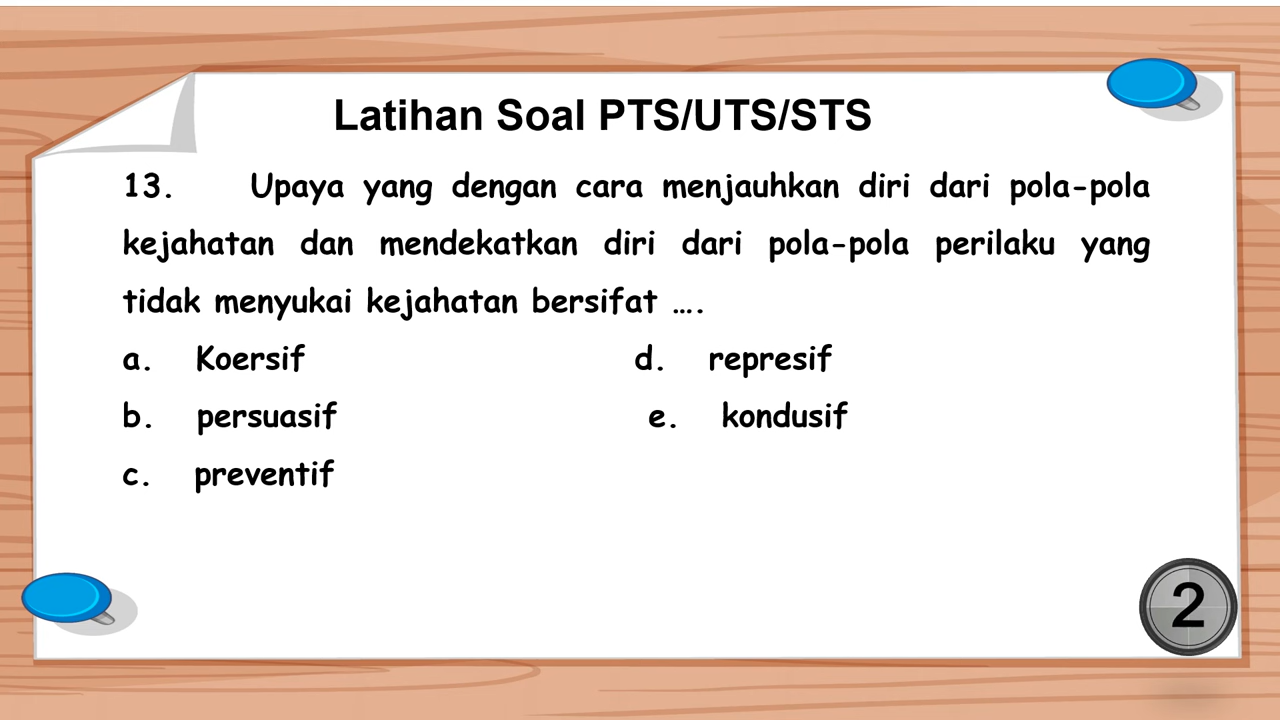 Latihan Soal PTS/UTS/STS
13. Upaya yang dengan cara menjauhkan diri dari pola-pola
kejahatan dan mendekatkan diri dari pola-pola perilaku yang
tidak menyukai kejahatan bersifat ….
a. Koersif d. represif
b. persuasif e. kondusif
c. preventif
2